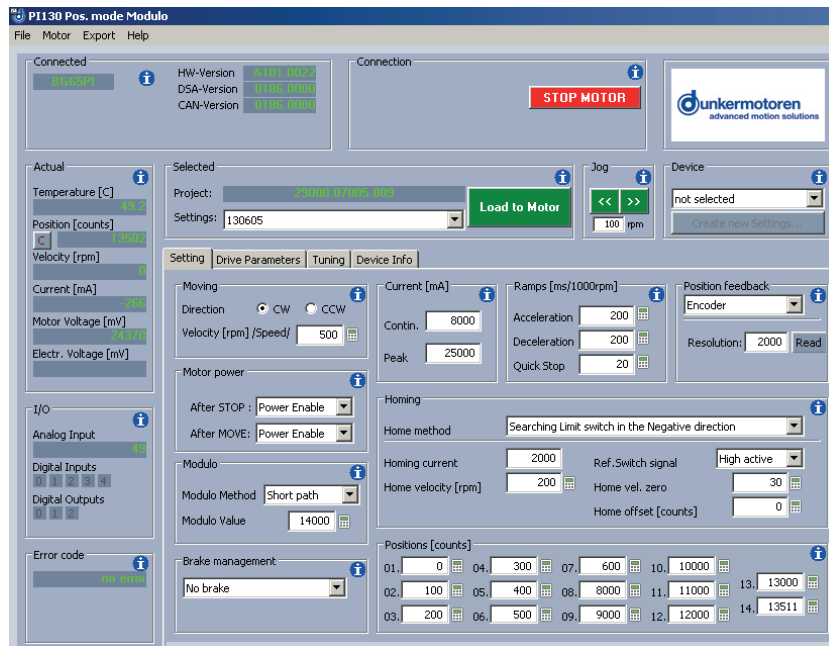 PI130 Pos. mode Modulo
File Motor Export Help
Connected
BG65PI
HW-Version A101.0022
DSA-Version 0186.0000
CAN-Version 0186.0000
Connection
STOP MOTOR
Dunkermotoren
advanced motion solutions
Actual
Temperature [C]
49.2
Position [counts]
C 13502
Velocity [rpm]
0
Current [mA]
-266
Motor Voltage [mV]
24370
Electr. Voltage [mV]
Selected
Project: 29000.07005.009
Settings: 130605
Load to Motor
Jog
<< >>
100 rpm
Device
not selected
Create new Settings...
Setting Drive Parameters Tuning Device Info
Moving
Direction CW CCW
Velocity [rpm] /Speed/ 500
Current [mA]
Contin. 8000
Peak 25000
Ramps [ms/1000rpm]
Acceleration 200
Deceleration 200
Quick Stop 20
Position feedback
Encoder
Resolution: 2000 Read
Motor power
After STOP : Power Enable
After MOVE: Power Enable
Homing
Home method Searching Limit switch in the Negative direction
Homing current 2000
Ref.Switch signal High active
Home velocity [rpm] 200
Home vel. zero 30
Home offset [counts] 0
I/O
Analog Input
49
Digital Inputs
0 1 2 3 4
Digital Outputs
0 1 2
Modulo
Modulo Method Short path
Modulo Value 14000
Error code
no error
Brake management
No brake
Positions [counts]
01. 0 04. 300 07. 600 10. 10000
02. 100 05. 400 08. 8000 11. 11000 13. 13000
03. 200 06. 500 09. 9000 12. 12000 14. 13511